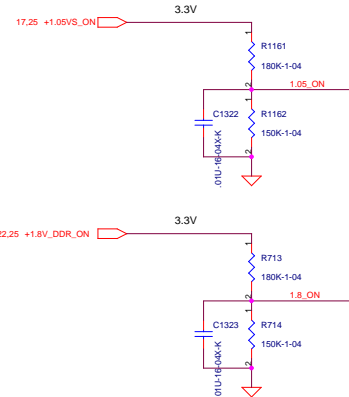 3.3V
17,25 +1.05VS_ON
1
R1161
180K-1-04
2
1.05_ON
1
C1322
R1162
.01U-16-04X-K
150K-1-04
2
3.3V
22,25 +1.8V_DDR_ON
1
R713
180K-1-04
2
1.8_ON
1
C1323
R714
.01U-16-04X-K
150K-1-04
2